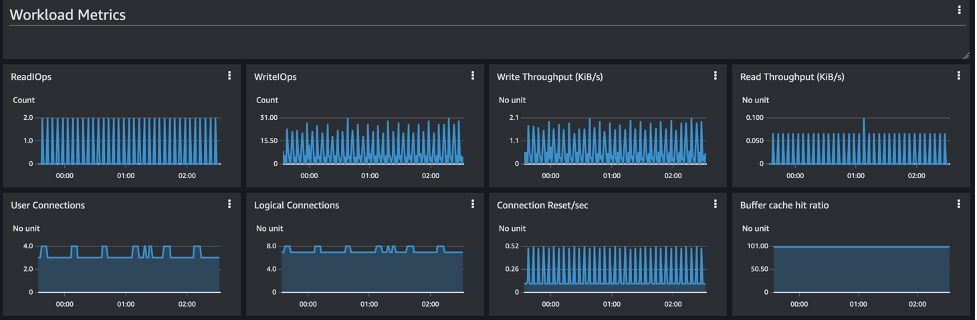 Workload Metrics
ReadIOps
Count
2.0
1.0
0
00:00 01:00 02:00
WriteIOps
Count
31.00
15.50
0
00:00 01:00 02:00
Write Throughput (KiB/s)
No unit
2.1
1.1
0
00:00 01:00 02:00
Read Throughput (KiB/s)
No unit
0.100
0.050
0
00:00 01:00 02:00
User Connections
No unit
4.0
2.0
0
00:00 01:00 02:00
Logical Connections
No unit
8.0
4.0
0
00:00 01:00 02:00
Connection Reset/sec
No unit
0.52
0.26
0
00:00 01:00 02:00
Buffer cache hit ratio
No unit
101.00
50.50
0
00:00 01:00 02:00